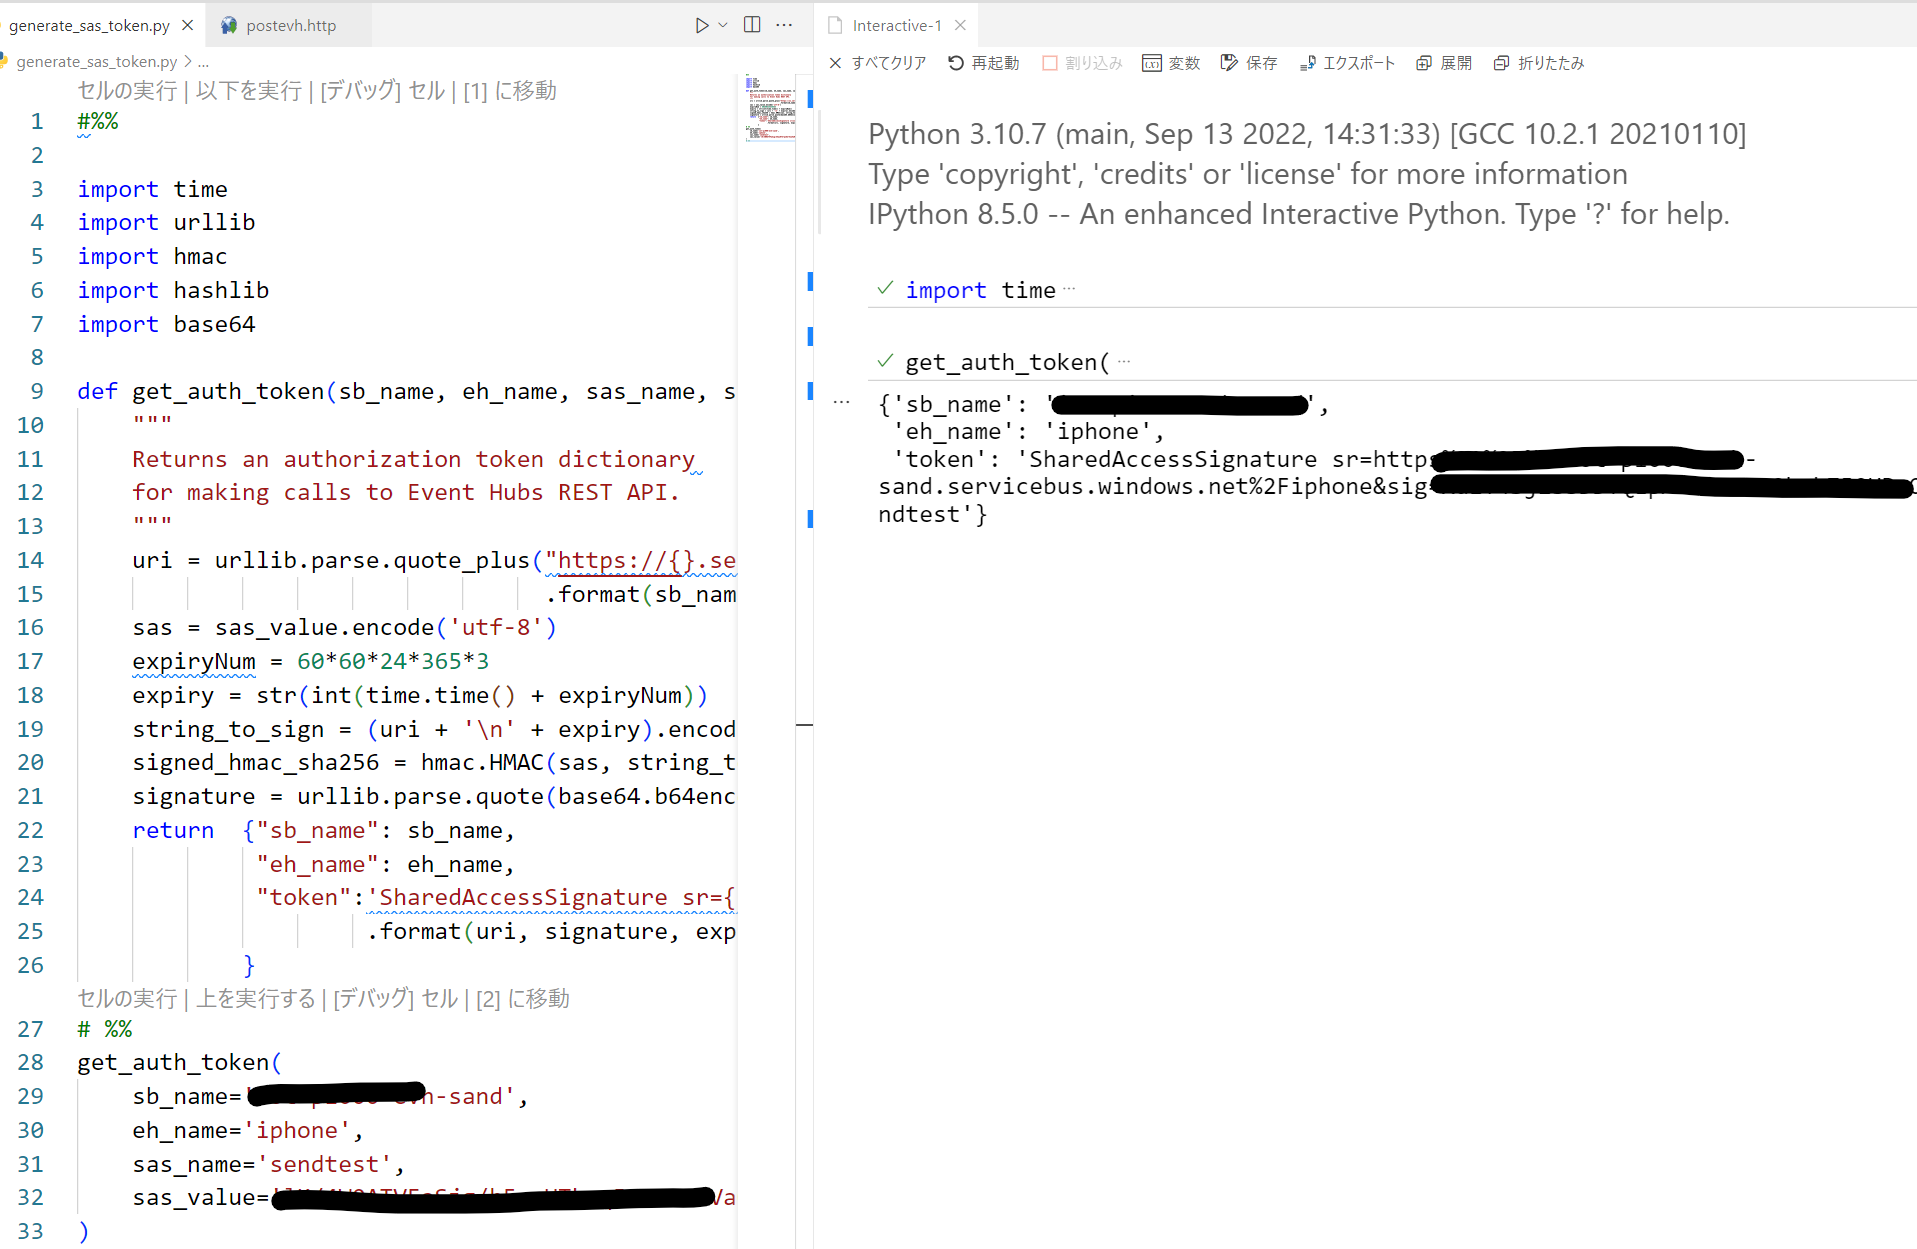 generate_sas_token.py
postevh.http
generate_sas_token.py > ...
セルの実行 | 以下を実行 | [デバッグ] セル | [1] に移動
1 #%%
2
3 import time
4 import urllib
5 import hmac
6 import hashlib
7 import base64
8
9 def get_auth_token(sb_name, eh_name, sas_name, s
10 """
11 Returns an authorization token dictionary
12 for making calls to Event Hubs REST API.
13 """
14 uri = urllib.parse.quote_plus("https://{}.se
15 .format(sb_nam
16 sas = sas_value.encode('utf-8')
17 expiryNum = 60*60*24*365*3
18 expiry = str(int(time.time() + expiryNum))
19 string_to_sign = (uri + '\n' + expiry).encod
20 signed_hmac_sha256 = hmac.HMAC(sas, string_t
21 signature = urllib.parse.quote(base64.b64enc
22 return {"sb_name": sb_name,
23 "eh_name": eh_name,
24 "token":'SharedAccessSignature sr={
25 .format(uri, signature, exp
26 }
セルの実行 | 上を実行する | [デバッグ] セル | [2] に移動
27 # %%
28 get_auth_token(
29 sb_name='-sand',
30 eh_name='iphone',
31 sas_name='sendtest',
32 sas_value='Va
33 )
Interactive-1
すべてクリア 再起動 割り込み 変数 保存 エクスポート 展開 折りたたみ
Python 3.10.7 (main, Sep 13 2022, 14:31:33) [GCC 10.2.1 20210110]
Type 'copyright', 'credits' or 'license' for more information
IPython 8.5.0 -- An enhanced Interactive Python. Type '?' for help.
import time ...
get_auth_token( ...
{'sb_name': '',
'eh_name': 'iphone',
'token': 'SharedAccessSignature sr=https-
sand.servicebus.windows.net%2Fiphone&sig
ndtest'}